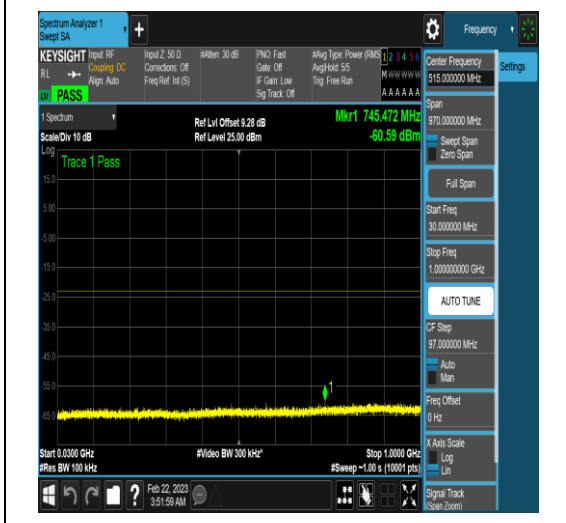 Spectrum Analyzer 1
Swept SA
+
Frequency
KEYSIGHT
RL
PASS
Input: RF
Coupling: DC
Align: Auto
Input Z: 50 Ω
Corrections: Off
Freq Ref: Int (S)
#Atten: 30 dB
PNO: Fast
Gate: Off
IF Gain: Low
Sig Track: Off
#Avg Type: Power (RMS
Avg|Hold: 5/5
Trig: Free Run
1 2 3 4 5 6
M W W W W W
A A A A A A
1 Spectrum
Scale/Div 10 dB
Log
Ref Lvl Offset 9.28 dB
Ref Level 25.00 dBm
Mkr1 745.472 MHz
-60.59 dBm
Trace 1 Pass
15.0
5.00
-5.00
-15.0
-25.0
-35.0
-45.0
-55.0
-65.0
1
Start 0.0300 GHz
#Res BW 100 kHz
#Video BW 300 kHz*
Stop 1.0000 GHz
#Sweep ~1.00 s (10001 pts)
?
Feb 22, 2023
3:51:59 AM
Center Frequency
515.000000 MHz
Span
970.000000 MHz
Swept Span
Zero Span
Full Span
Start Freq
30.000000 MHz
Stop Freq
1.000000000 GHz
AUTO TUNE
CF Step
97.000000 MHz
Auto
Man
Freq Offset
0 Hz
X Axis Scale
Log
Lin
Signal Track
(Span Zoom)
Settings